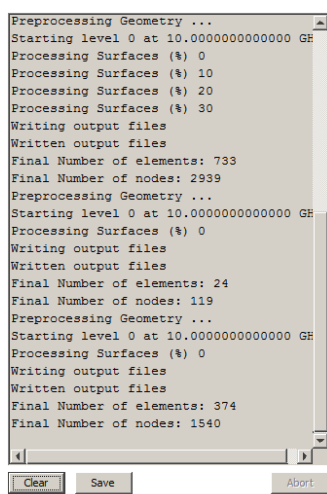 Preprocessing Geometry ...
Starting level 0 at 10.0000000000000 GH
Processing Surfaces (%) 0
Processing Surfaces (%) 10
Processing Surfaces (%) 20
Processing Surfaces (%) 30
Writing output files
Written output files
Final Number of elements: 733
Final Number of nodes: 2939
Preprocessing Geometry ...
Starting level 0 at 10.0000000000000 GH
Processing Surfaces (%) 0
Writing output files
Written output files
Final Number of elements: 24
Final Number of nodes: 119
Preprocessing Geometry ...
Starting level 0 at 10.0000000000000 GH
Processing Surfaces (%) 0
Writing output files
Written output files
Final Number of elements: 374
Final Number of nodes: 1540
Clear Save Abort